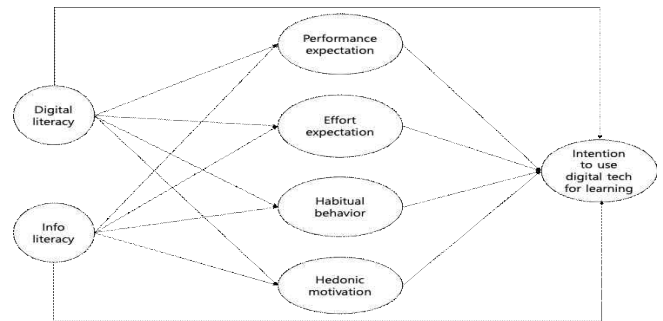 Performance
expectation
Digital
literacy
Effort
expectation
Intention
to use
digital tech
for learning
Habitual
behavior
Info
literacy
Hedonic
motivation